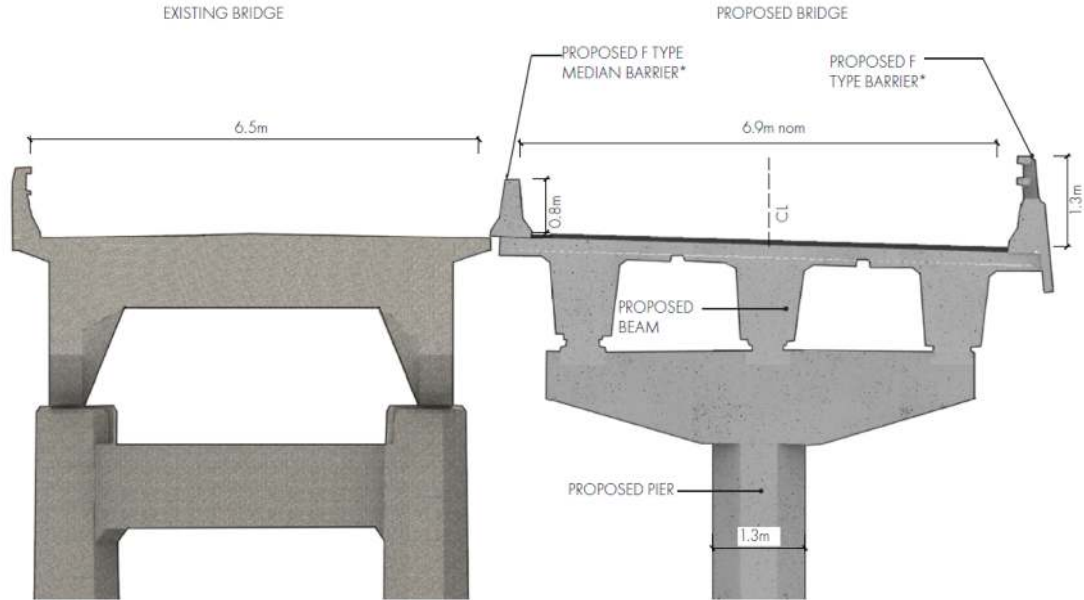 EXISTING BRIDGE
PROPOSED BRIDGE
PROPOSED F TYPE
MEDIAN BARRIER*
PROPOSED F
TYPE BARRIER*
6.5m
6.9m nom
0.8m
CL
1.3m
PROPOSED
BEAM
PROPOSED PIER
1.3m